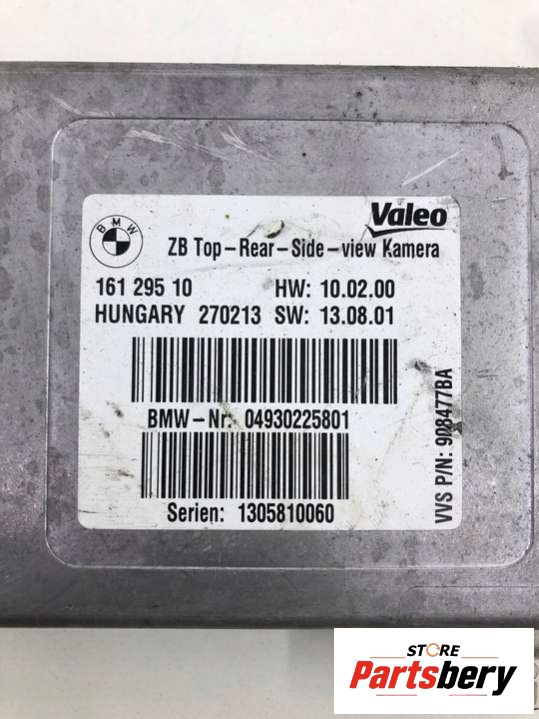 BMW
Valeo
ZB Top-Rear-Side-view Kamera
161 295 10 HW: 10.02.00
HUNGARY 270213 SW: 13.08.01
BMW-Nr: 04930225801
Serien: 1305810060
VVS P/N: 908477BA
STORE
Partsbery